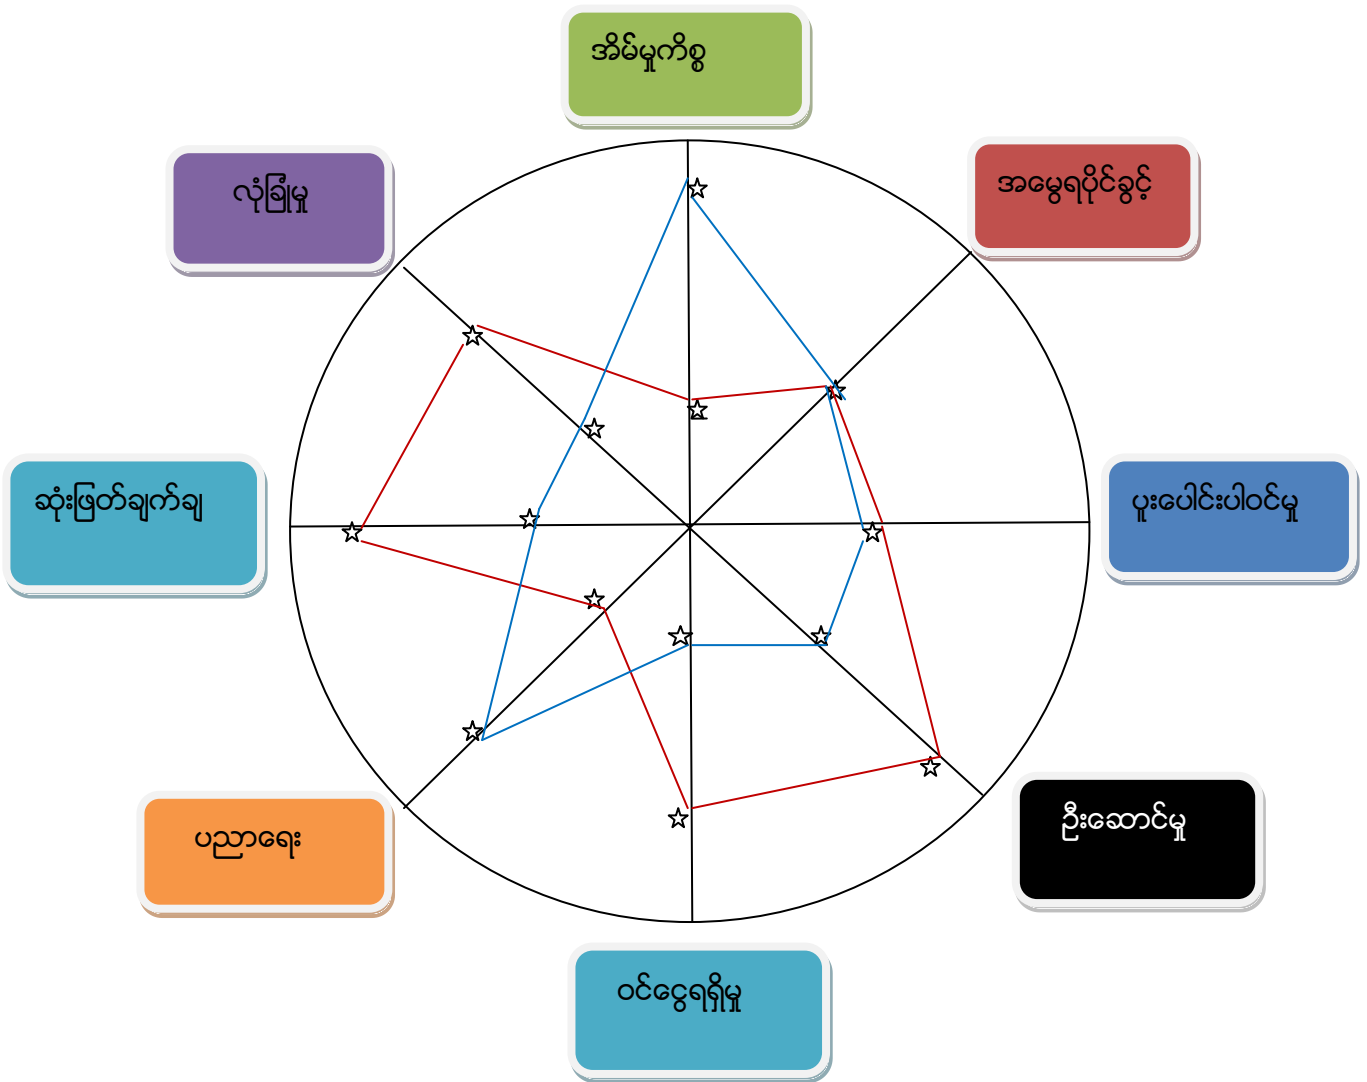 အိမ်မှုကိစ္စ
အမွေရပိုင်ခွင့်
လုံခြုံမှု
ဆုံးဖြတ်ချက်ချ
ပူးပေါင်းပါဝင်မှု
ပညာရေး
ဦးဆောင်မှု
ဝင်ငွေရရှိမှု